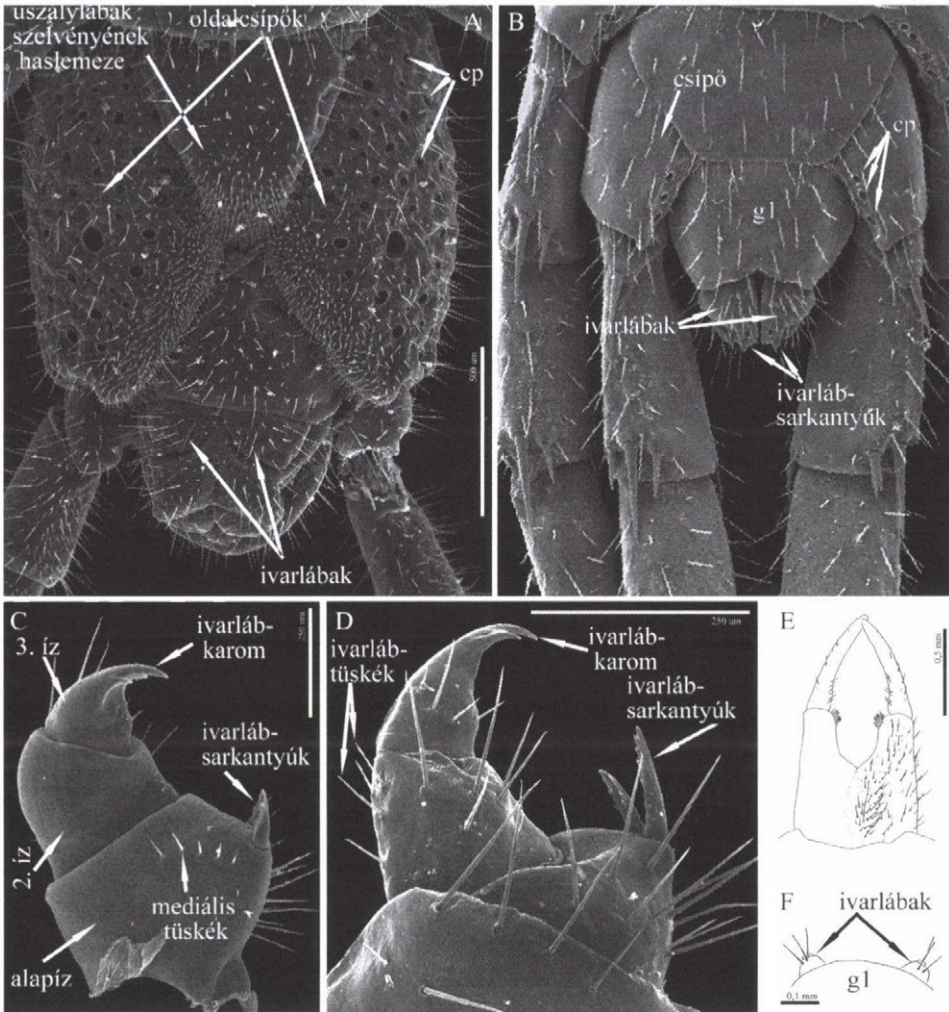 uszálylábak
szelvényének
haslemeze
oldalcsípők
A
cp
500 um
ivarlábak
B
csípő
cp
g1
ivarlábak
ivarláb-
sarkantyúk
C
3. íz
ivarláb-
karom
250 um
ivarláb-
sarkantyúk
2. íz
mediális
tüskék
alapíz
D
250 um
ivarláb-
tüskék
ivarláb-
karom
ivarláb-
sarkantyúk
E
0,5 mm
F
ivarlábak
g1
0,1 mm